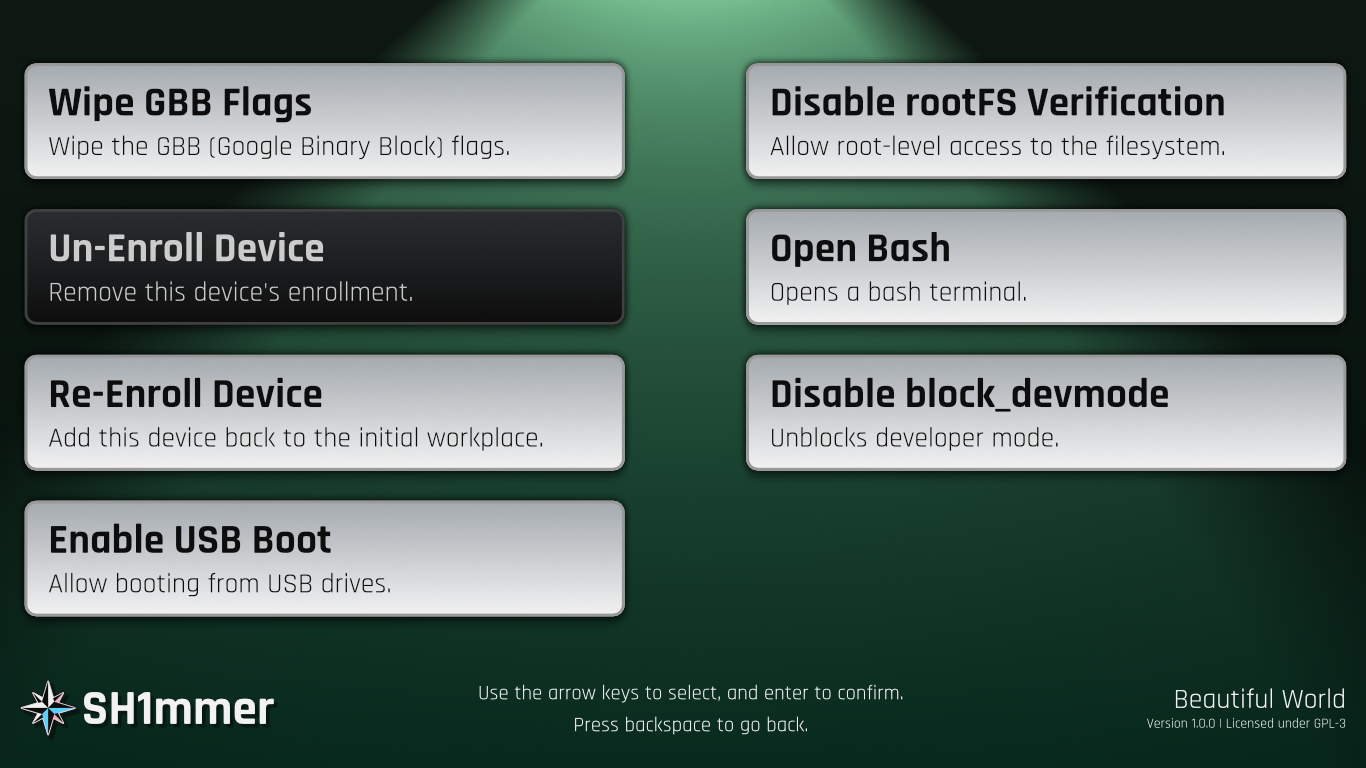 Wipe GBB Flags
Wipe the GBB (Google Binary Block) flags.
Un-Enroll Device
Remove this device's enrollment.
Re-Enroll Device
Add this device back to the initial workplace.
Enable USB Boot
Allow booting from USB drives.
Disable rootFS Verification
Allow root-level access to the filesystem.
Open Bash
Opens a bash terminal.
Disable block_devmode
Unblocks developer mode.
SH1mmer
Use the arrow keys to select, and enter to confirm.
Press backspace to go back.
Beautiful World
Version 1.0.0 | Licensed under GPL-3